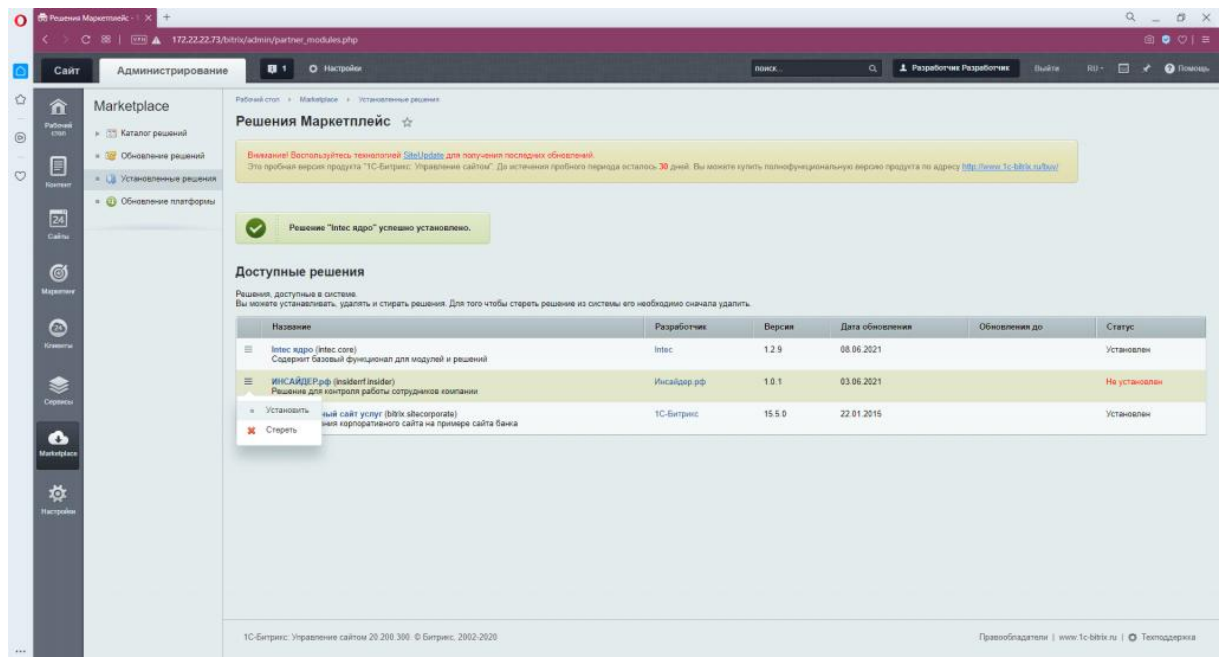 Решения Маркетплейс - 1
VPN
172.22.22.73/bitrix/admin/partner_modules.php
Сайт
Администрирование
1
Настройки
поиск...
Разработчик Разработчик
Выйти
RU
Помощь
Рабочий стол
Контент
24
Сайты
Маркетинг
24
Клиенты
Сервисы
Marketplace
Настройки
Marketplace
Каталог решений
Обновление решений
Установленные решения
Обновление платформы
Рабочий стол
Marketplace
Установленные решения
Решения Маркетплейс
Внимание! Воспользуйтесь технологией SiteUpdate для получения последних обновлений.
Это пробная версия продукта "1С-Битрикс: Управление сайтом". До истечения пробного периода осталось 30 дней. Вы можете купить полнофункциональную версию продукта по адресу http://www.1c-bitrix.ru/buy/
Решение "Intec ядро" успешно установлено.
Доступные решения
Решения, доступные в системе.
Вы можете устанавливать, удалять и стирать решения. Для того чтобы стереть решение из системы его необходимо сначала удалить.
Название Разработчик Версия Дата обновления Обновления до Статус
Intec ядро (intec.core) Intec 1.2.9 08.06.2021 Установлен
Содержит базовый функционал для модулей и решений
ИНСАЙДЕР.рф (insiderrf.insider) Инсайдер.рф 1.0.1 03.06.2021 Не установлен
Решение для контроля работы сотрудников компании
Установить
Стереть
ный сайт услуг (bitrix.sitecorporate) 1С-Битрикс 15.5.0 22.01.2015 Установлен
ния корпоративного сайта на примере сайта банка
1С-Битрикс: Управление сайтом 20.200.300. © Битрикс, 2002-2020
Правообладатели | www.1c-bitrix.ru | Техподдержка